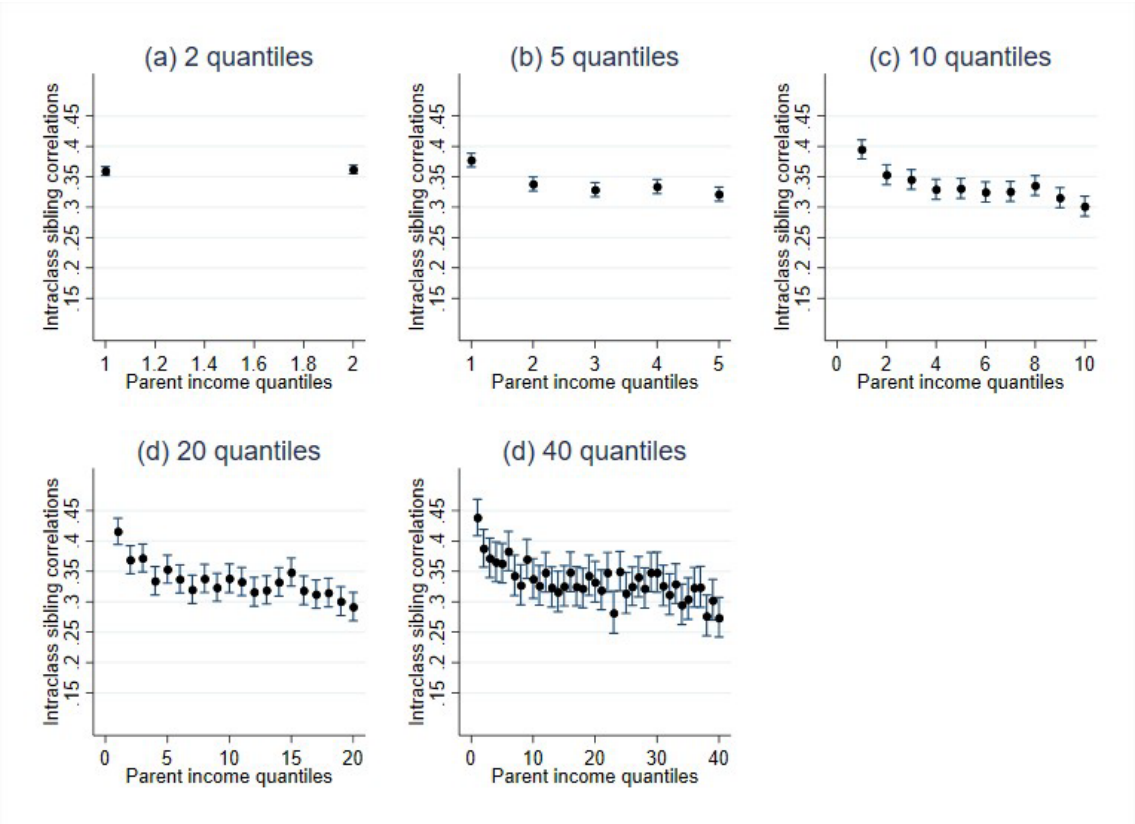 (a) 2 quantiles
Intraclass sibling correlations
.15 .2 .25 .3 .35 .4 .45
1 1.2 1.4 1.6 1.8 2
Parent income quantiles
(b) 5 quantiles
Intraclass sibling correlations
.15 .2 .25 .3 .35 .4 .45
1 2 3 4 5
Parent income quantiles
(c) 10 quantiles
Intraclass sibling correlations
.15 .2 .25 .3 .35 .4 .45
0 2 4 6 8 10
Parent income quantiles
(d) 20 quantiles
Intraclass sibling correlations
.15 .2 .25 .3 .35 .4 .45
0 5 10 15 20
Parent income quantiles
(d) 40 quantiles
Intraclass sibling correlations
.15 .2 .25 .3 .35 .4 .45
0 10 20 30 40
Parent income quantiles